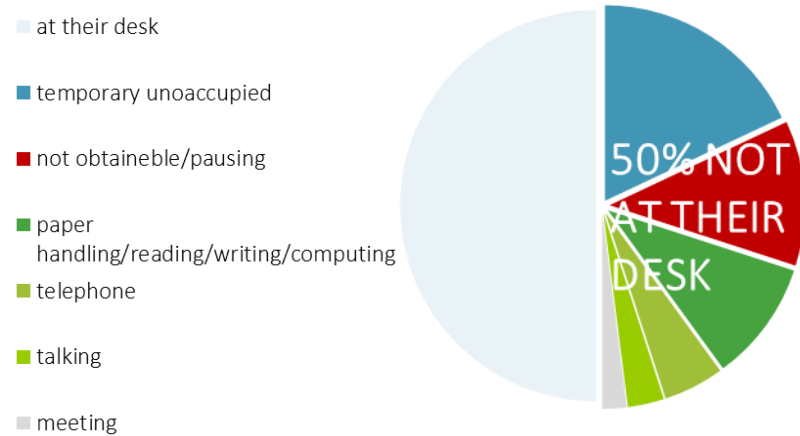 at their desk
temporary unoaccupied
not obtaineble/pausing
paper
handling/reading/writing/computing
telephone
talking
meeting
50% NOT
AT THEIR
DESK